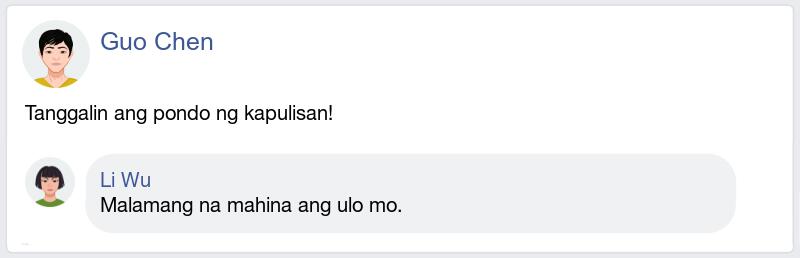 Guo Chen
Tanggalin ang pondo ng kapulisan!
Li Wu
Malamang na mahina ang ulo mo.